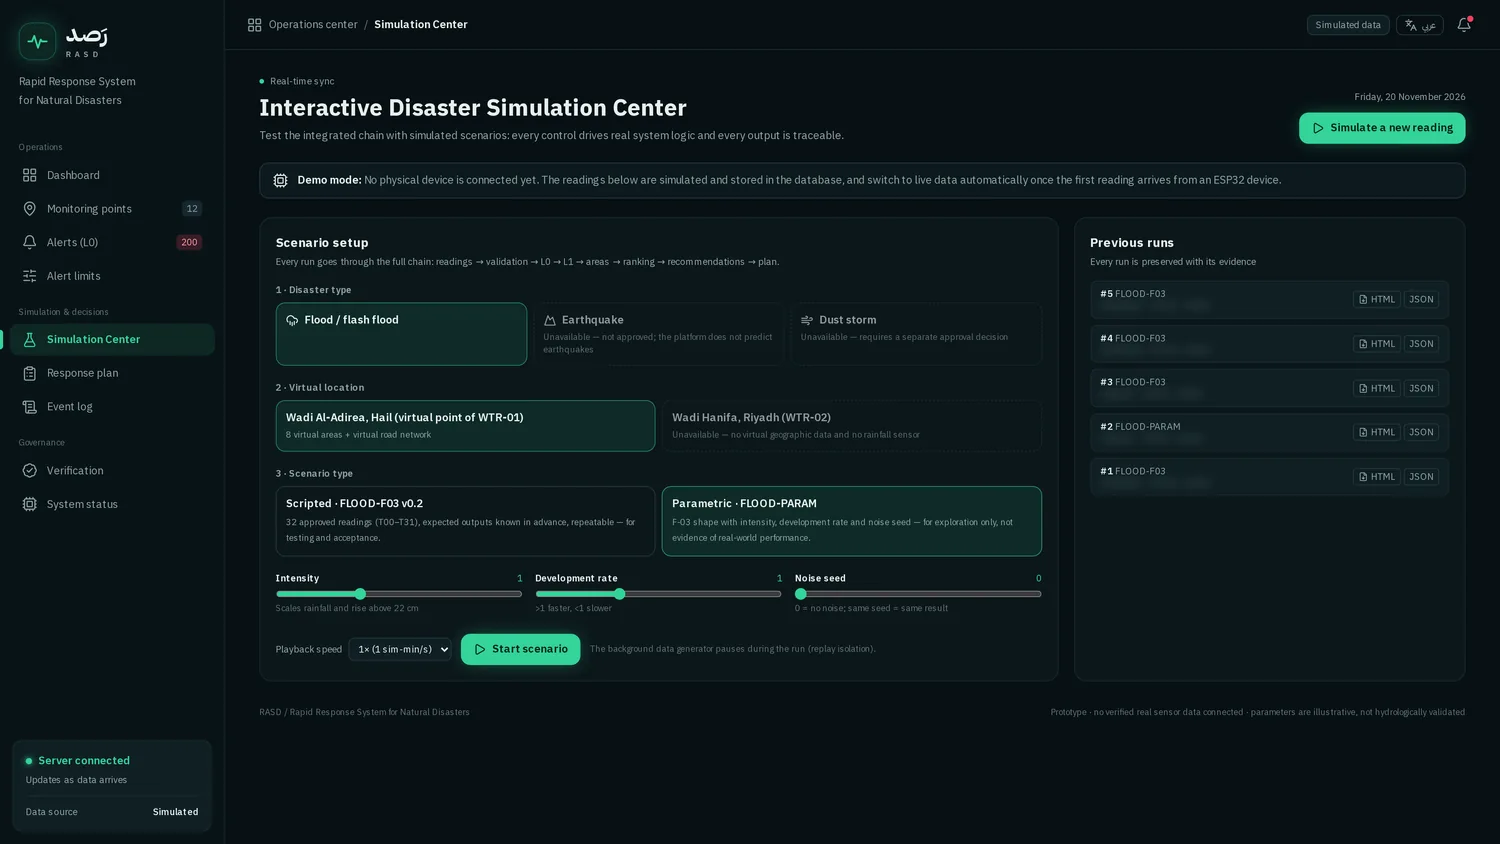 رَصد
RASD
Rapid Response System
for Natural Disasters
Operations
Dashboard
Monitoring points 12
Alerts (L0) 200
Alert limits
Simulation & decisions
Simulation Center
Response plan
Event log
Governance
Verification
System status
Server connected
Updates as data arrives
Data source Simulated
Operations center / Simulation Center
Simulated data
عربي
Real-time sync
Interactive Disaster Simulation Center
Test the integrated chain with simulated scenarios: every control drives real system logic and every output is traceable.
Friday, 20 November 2026
Simulate a new reading
Demo mode: No physical device is connected yet. The readings below are simulated and stored in the database, and switch to live data automatically once the first reading arrives from an ESP32 device.
Scenario setup
Every run goes through the full chain: readings → validation → L0 → L1 → areas → ranking → recommendations → plan.
1 · Disaster type
Flood / flash flood
Earthquake
Unavailable — not approved; the platform does not predict
earthquakes
Dust storm
Unavailable — requires a separate approval decision
2 · Virtual location
Wadi Al-Adirea, Hail (virtual point of WTR-01)
8 virtual areas + virtual road network
Wadi Hanifa, Riyadh (WTR-02)
Unavailable — no virtual geographic data and no rainfall sensor
3 · Scenario type
Scripted · FLOOD-F03 v0.2
32 approved readings (T00–T31), expected outputs known in advance, repeatable — for
testing and acceptance.
Parametric · FLOOD-PARAM
F-03 shape with intensity, development rate and noise seed — for exploration only, not
evidence of real-world performance.
Intensity 1
Scales rainfall and rise above 22 cm
Development rate 1
>1 faster, <1 slower
Noise seed 0
0 = no noise; same seed = same result
Playback speed 1× (1 sim-min/s) Start scenario The background data generator pauses during the run (replay isolation).
Previous runs
Every run is preserved with its evidence
#5 FLOOD-F03 HTML JSON
#4 FLOOD-F03 HTML JSON
#3 FLOOD-F03 HTML JSON
#2 FLOOD-PARAM HTML JSON
#1 FLOOD-F03 HTML JSON
RASD / Rapid Response System for Natural Disasters
Prototype · no verified real sensor data connected · parameters are illustrative, not hydrologically validated.